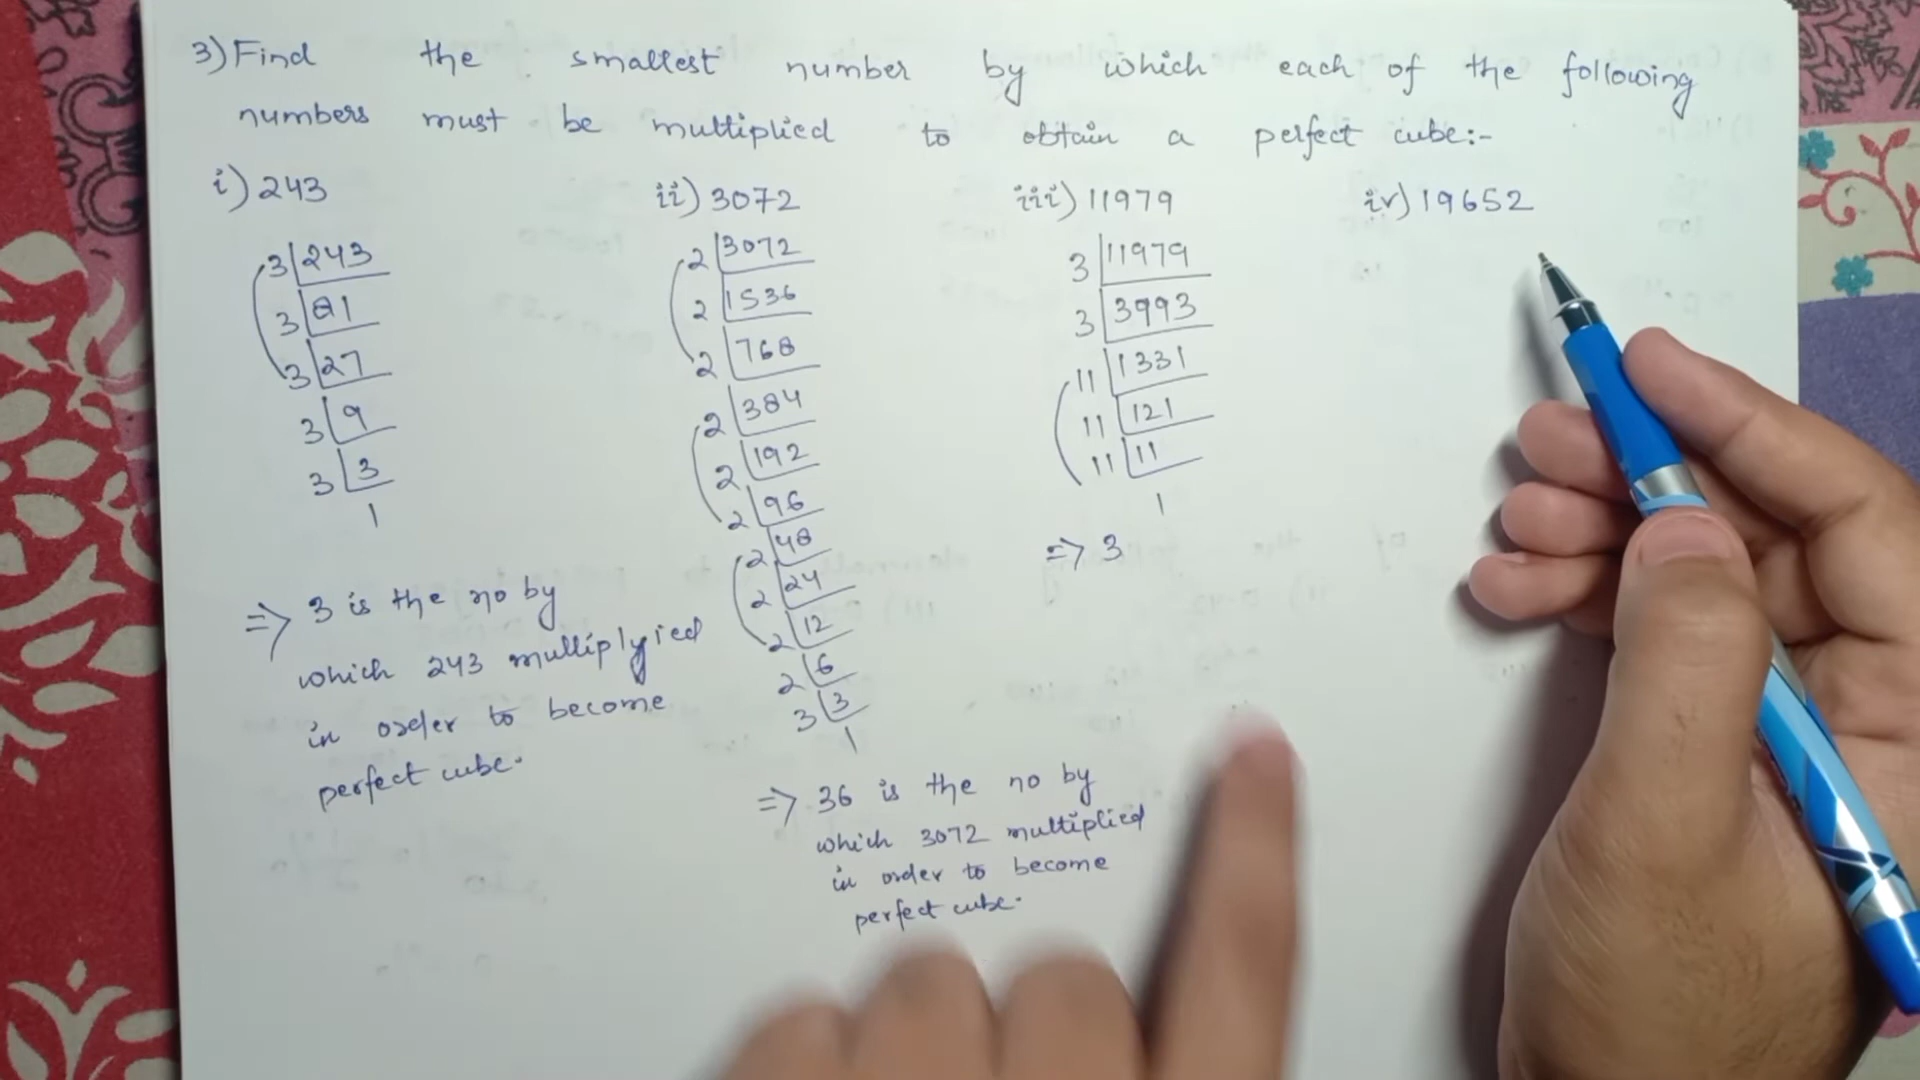 3) Find the smallest number by which each of the following
numbers must be multiplied to obtain a perfect cube:-
i) 243
3 243
3 81
3 27
3 9
3 3
1
=> 3 is the no by
which 243 multiplyied
in order to become
perfect cube.
ii) 3072
2 3072
2 1536
2 768
2 384
2 192
2 96
2 48
2 24
2 12
2 6
3 3
1
=> 36 is the no by
which 3072 multiplied
in order to become
perfect cube.
iii) 11979
3 11979
3 3993
11 1331
11 121
11 11
1
=> 3
iv) 19652